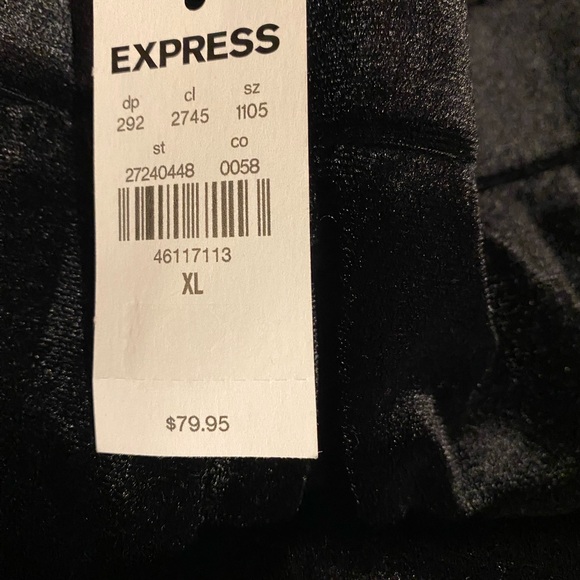 EXPRESS
dp cl sz
292 2745 1105
st co
27240448 0058
46117113
XL
$79.95